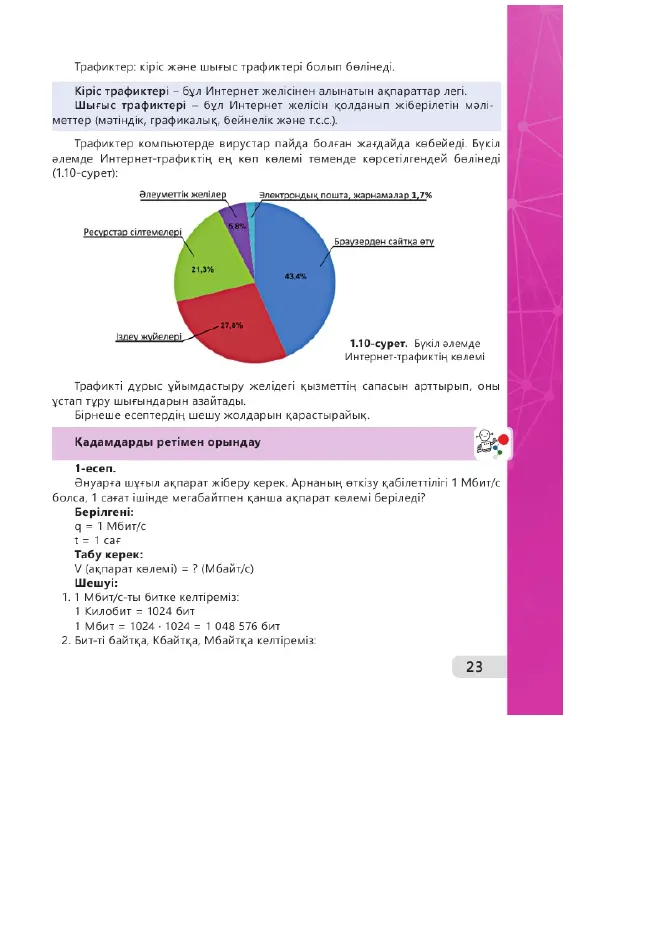 Трафиктер: кіріс және шығыс трафиктері болып бөлінеді.
Кіріс трафиктері – бұл Интернет желісінен алынатын ақпараттар легі.
Шығыс трафиктері – бұл Интернет желісін қолданып жіберілетін мәлі-
меттер (мәтіндік, графикалық, бейнелік және т.с.с.).
Трафиктер компьютерде вирустар пайда болған жағдайда көбейеді. Бүкіл
әлемде Интернет-трафиктің ең көп көлемі төменде көрсетілгендей бөлінеді
(1.10-сурет):
Әлеуметтік желілер
Электрондық пошта, жарнамалар 1,7%
5,8%
Ресурстар сілтемелері
Браузерден сайтқа өту
21,3%
43,4%
27,8%
Іздеу жүйелері
1.10-сурет. Бүкіл әлемде
Интернет-трафиктің көлемі
Трафикті дұрыс ұйымдастыру желідегі қызметтің сапасын арттырып, оны
ұстап тұру шығындарын азайтады.
Бірнеше есептердің шешу жолдарын қарастырайық.
Қадамдарды ретімен орындау
1-есеп.
Әнуарға шұғыл ақпарат жіберу керек. Арнаның өткізу қабілеттілігі 1 Мбит/с
болса, 1 сағат ішінде мегабайтпен қанша ақпарат көлемі беріледі?
Берілгені:
q = 1 Мбит/с
t = 1 сағ
Табу керек:
V (ақпарат көлемі) = ? (Мбайт/с)
Шешуі:
1. 1 Мбит/с-ты битке келтіреміз:
1 Килобит = 1024 бит
1 Мбит = 1024 · 1024 = 1 048 576 бит
2. Бит-ті байтқа, Кбайтқа, Мбайтқа келтіреміз:
23